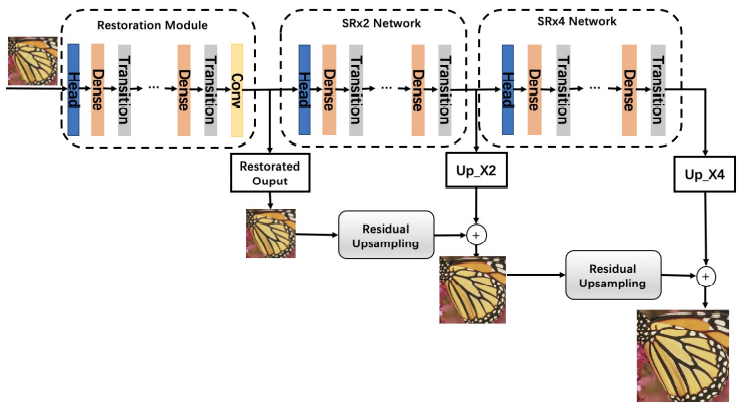 Restoration Module
SRx2 Network
SRx4 Network
Head
Dense
Transition
...
Dense
Transition
Conv
Head
Dense
Transition
...
Dense
Transition
Head
Dense
Transition
...
Dense
Transition
Restorated
Ouput
Up_X2
Up_X4
Residual
Upsampling
+
Residual
Upsampling
+